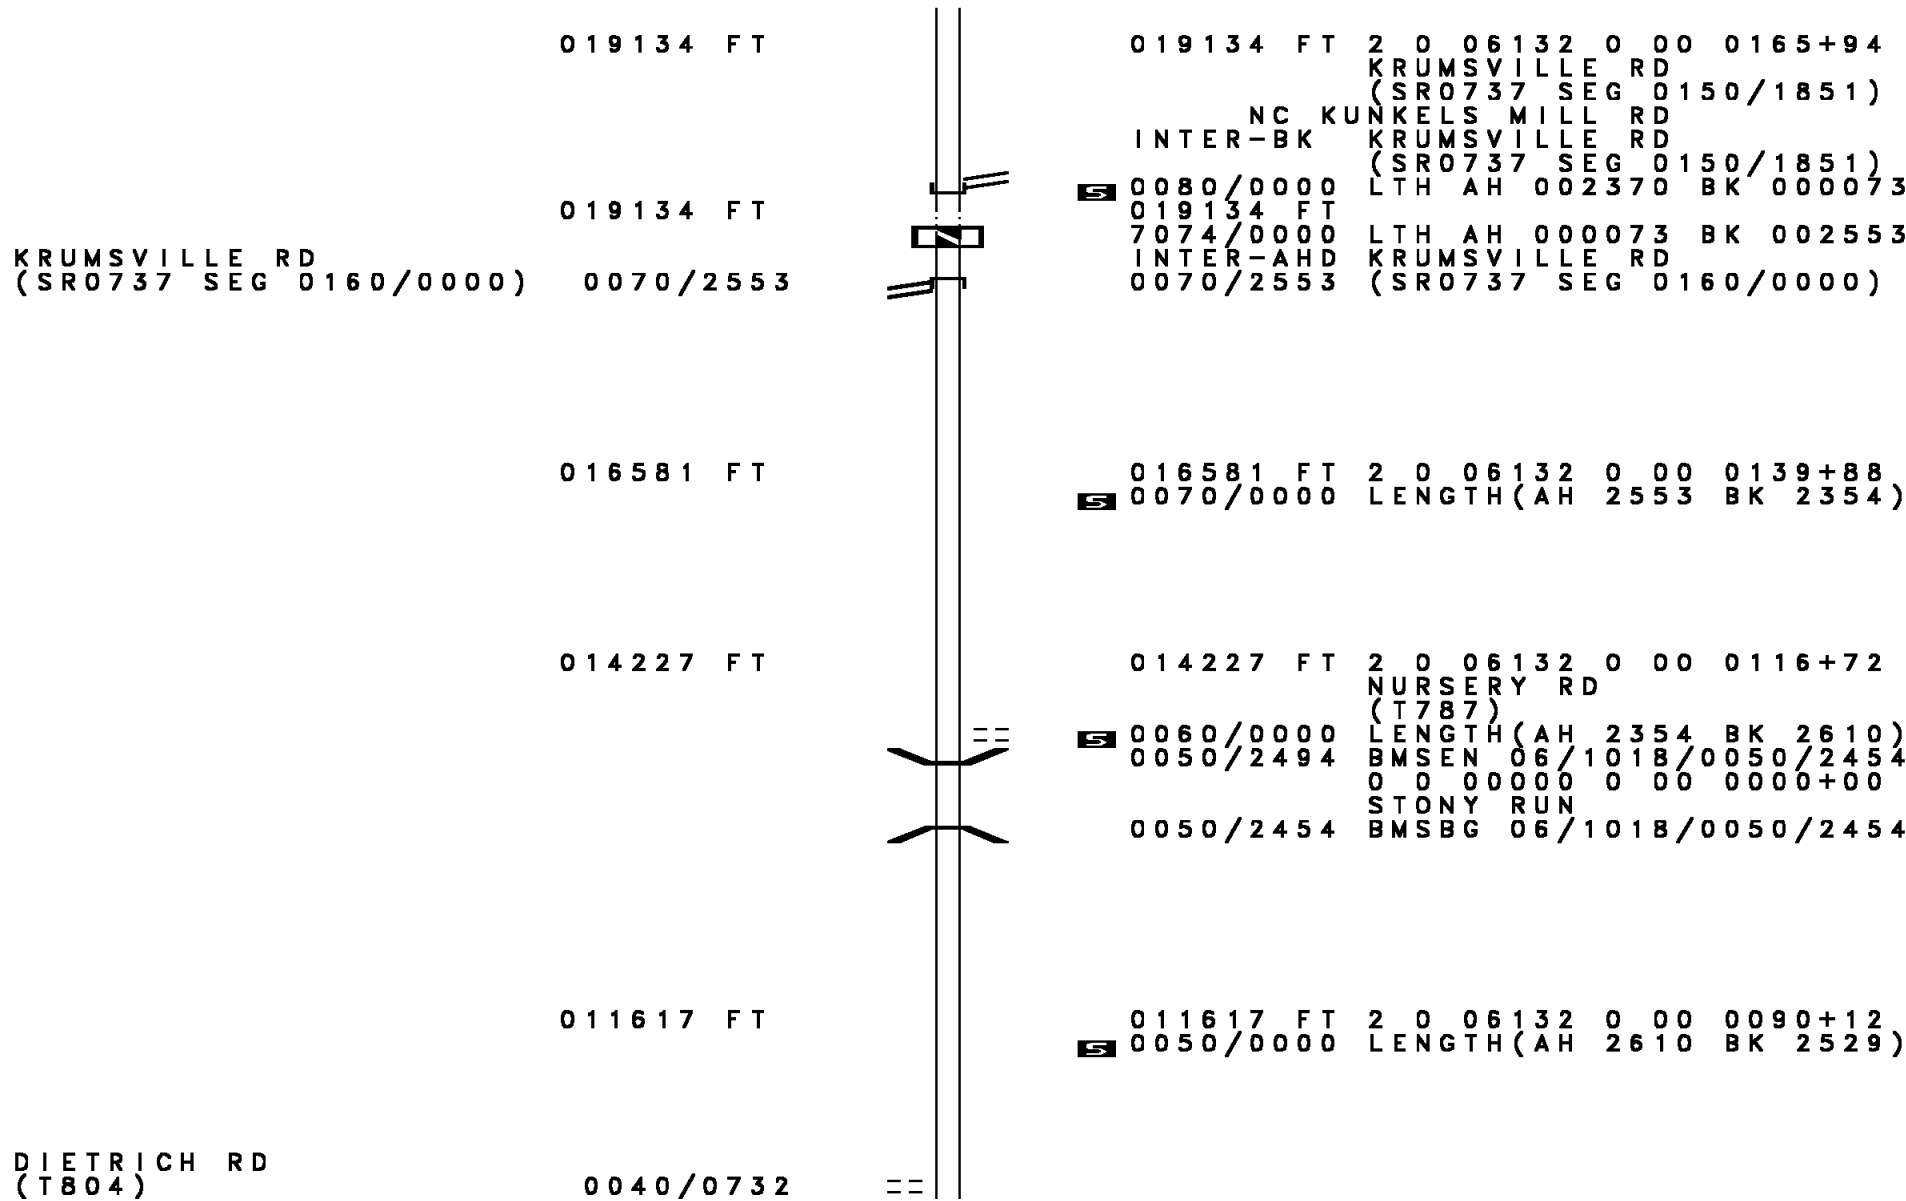 019134 FT 019134 FT 2 0 06132 0 00 0165+94
KRUMSVILLE RD
(SR0737 SEG 0150/1851)
NC KUNKELS MILL RD
INTER-BK KRUMSVILLE RD
(SR0737 SEG 0150/1851)
S 0080/0000 LTH AH 002370 BK 000073
019134 FT 019134 FT
7074/0000 LTH AH 000073 BK 002553
KRUMSVILLE RD INTER-AHD KRUMSVILLE RD
(SR0737 SEG 0160/0000) 0070/2553 0070/2553 (SR0737 SEG 0160/0000)
016581 FT 016581 FT 2 0 06132 0 00 0139+88
S 0070/0000 LENGTH(AH 2553 BK 2354)
014227 FT 014227 FT 2 0 06132 0 00 0116+72
NURSERY RD
(T787)
S 0060/0000 LENGTH(AH 2354 BK 2610)
0050/2494 BMSEN 06/1018/0050/2454
0 0 00000 0 00 0000+00
STONY RUN
0050/2454 BMSBG 06/1018/0050/2454
011617 FT 011617 FT 2 0 06132 0 00 0090+12
S 0050/0000 LENGTH(AH 2610 BK 2529)
DIETRICH RD
(T804) 0040/0732